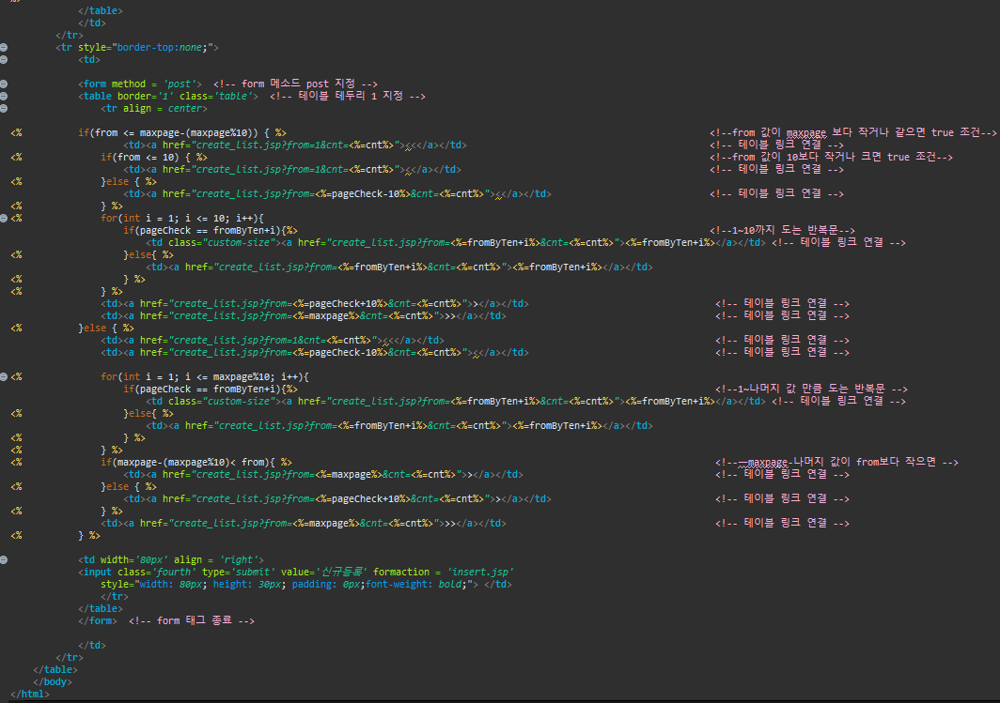 %>
</table>
</td>
</tr>
<tr style="border-top:none;">
<td>
<form method = 'post'> <!-- form 메소드 post 지정 -->
<table border='1' class='table'> <!-- 테이블 테두리 1 지정 -->
<tr align = center>
<% if(from <= maxpage-(maxpage%10)) { %> <!--from 값이 maxpage 보다 작거나 같으면 true 조건-->
<td><a href="create_list.jsp?from=1&cnt=<%=cnt%>"><<</a></td> <!-- 테이블 링크 연결 -->
<% if(from <= 10) { %> <!--from 값이 10보다 작거나 크면 true 조건-->
<td><a href="create_list.jsp?from=1&cnt=<%=cnt%>"><</a></td> <!-- 테이블 링크 연결 -->
<% }else { %>
<td><a href="create_list.jsp?from=<%=pageCheck-10%>&cnt=<%=cnt%>"><</a></td> <!-- 테이블 링크 연결 -->
<% } %>
<% for(int i = 1; i <= 10; i++){
if(pageCheck == fromByTen+i){%> <!--1~10까지 도는 반복문-->
<td class="custom-size"><a href="create_list.jsp?from=<%=fromByTen+i%>&cnt=<%=cnt%>"><%=fromByTen+i%></a></td> <!-- 테이블 링크 연결 -->
<% }else{ %>
<td><a href="create_list.jsp?from=<%=fromByTen+i%>&cnt=<%=cnt%>"><%=fromByTen+i%></a></td>
<% } %>
<% } %>
<td><a href="create_list.jsp?from=<%=pageCheck+10%>&cnt=<%=cnt%>">></a></td> <!-- 테이블 링크 연결 -->
<td><a href="create_list.jsp?from=<%=maxpage%>&cnt=<%=cnt%>">>></a></td> <!-- 테이블 링크 연결 -->
<% }else { %>
<td><a href="create_list.jsp?from=1&cnt=<%=cnt%>"><<</a></td> <!-- 테이블 링크 연결 -->
<td><a href="create_list.jsp?from=<%=pageCheck-10%>&cnt=<%=cnt%>"><</a></td> <!-- 테이블 링크 연결 -->
<% for(int i = 1; i <= maxpage%10; i++){
if(pageCheck == fromByTen+i){%> <!--1~나머지 값 만큼 도는 반복문 -->
<td class="custom-size"><a href="create_list.jsp?from=<%=fromByTen+i%>&cnt=<%=cnt%>"><%=fromByTen+i%></a></td> <!-- 테이블 링크 연결 -->
<% }else{ %>
<td><a href="create_list.jsp?from=<%=fromByTen+i%>&cnt=<%=cnt%>"><%=fromByTen+i%></a></td>
<% } %>
<% } %>
<% if(maxpage-(maxpage%10)< from){ %> <!-- -maxpage-나머지 값이 from보다 작으면 -->
<td><a href="create_list.jsp?from=<%=maxpage%>&cnt=<%=cnt%>">></a></td> <!-- 테이블 링크 연결 -->
<% }else { %>
<td><a href="create_list.jsp?from=<%=pageCheck+10%>&cnt=<%=cnt%>">></a></td> <!-- 테이블 링크 연결 -->
<% } %>
<td><a href="create_list.jsp?from=<%=maxpage%>&cnt=<%=cnt%>">>></a></td> <!-- 테이블 링크 연결 -->
<% } %>
<td width='80px' align = 'right'>
<input class='fourth' type='submit' value='신규등록' formaction = 'insert.jsp'
style="width: 80px; height: 30px; padding: 0px;font-weight: bold;"> </td>
</tr>
</table>
</form> <!-- form 태그 종료 -->
</td>
</tr>
</table>
</body>
</html>